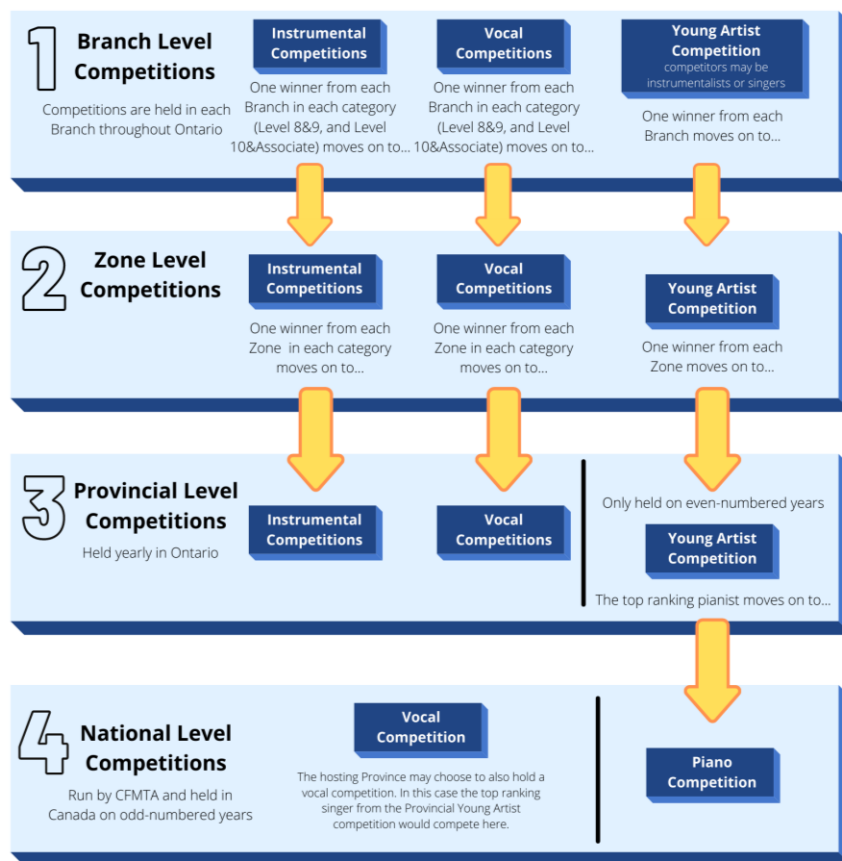 1
Branch Level
Competitions
Competitions are held in each
Branch throughout Ontario
Instrumental
Competitions
One winner from each
Branch in each category
(Level 8&9, and Level
10&Associate) moves on to...
Vocal
Competitions
One winner from each
Branch in each category
(Level 8&9, and Level
10&Associate) moves on to...
Young Artist
Competition
competitors may be
instrumentalists or singers
One winner from each
Branch moves on to...
2
Zone Level
Competitions
Instrumental
Competitions
One winner from each
Zone in each category
moves on to...
Vocal
Competitions
One winner from each
Zone in each category
moves on to...
Young Artist
Competition
One winner from each
Zone moves on to...
3
Provincial Level
Competitions
Held yearly in Ontario
Instrumental
Competitions
Vocal
Competitions
Only held on even-numbered years
Young Artist
Competition
The top ranking pianist moves on to...
4
National Level
Competitions
Run by CFMTA and held in
Canada on odd-numbered years
Vocal
Competition
The hosting Province may choose to also hold a
vocal competition. In this case the top ranking
singer from the Provincial Young Artist
competition would compete here.
Piano
Competition